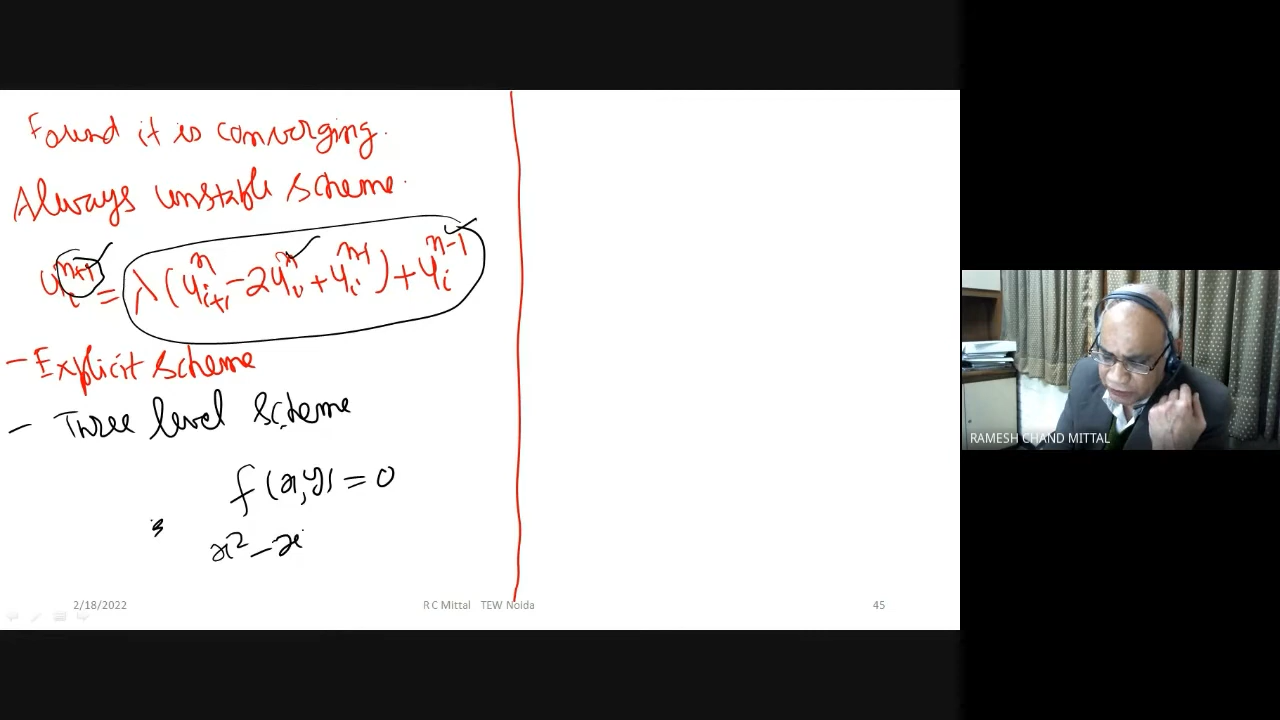 Found it is converging.
Always unstable scheme.
u_i^{n+1} = λ(u_{i+1}^n - 2u_i^n + u_i^{n-1}) + u_i^{n-1}
- Explicit scheme
- Three level scheme
f(x,y) = 0
x² - x
RAMESH CHAND MITTAL
2/18/2022 R C Mittal TEW Noida 45